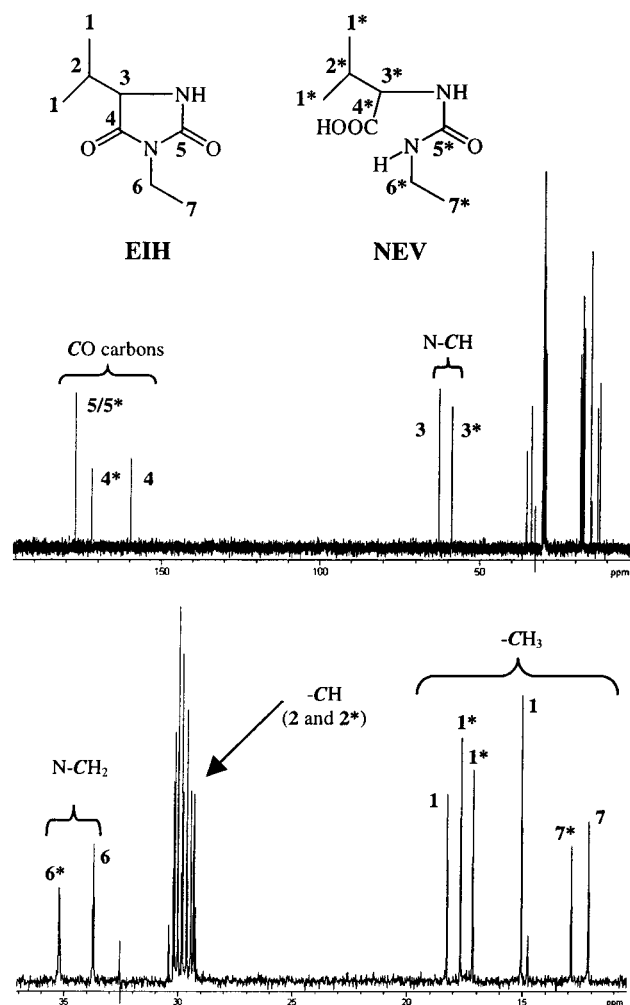 1
2
3
1
NH
4
O
N
5
O
6
7
EIH
1*
2*
3*
1*
4*
NH
HOOC
N
H
5*
O
6*
7*
NEV
CO carbons
5/5*
4*
4
N-CH
3
3*
150
100
50
ppm
N-CH2
6*
6
-CH
(2 and 2*)
-CH3
1
1*
1*
1
7*
7
35
30
25
20
15
ppm